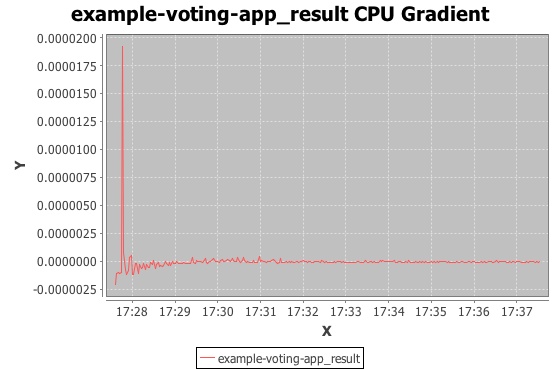 example-voting-app_result CPU Gradient
0.0000200
0.0000175
0.0000150
0.0000125
0.0000100
0.0000075
0.0000050
0.0000025
0.0000000
-0.0000025
Y
17:28 17:29 17:30 17:31 17:32 17:33 17:34 17:35 17:36 17:37
X
example-voting-app_result